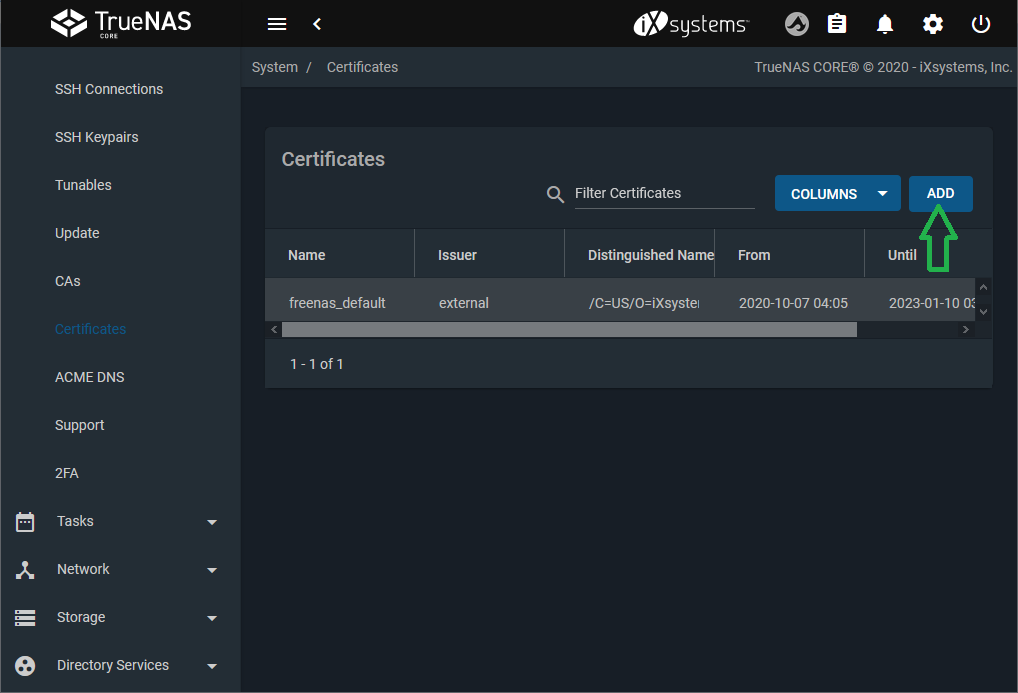 TrueNAS
CORE
iXsystems™
System / Certificates
TrueNAS CORE® © 2020 - iXsystems, Inc.
SSH Connections
SSH Keypairs
Tunables
Update
CAs
Certificates
ACME DNS
Support
2FA
Tasks
Network
Storage
Directory Services
Certificates
Filter Certificates
COLUMNS
ADD
Name Issuer Distinguished Name From Until
freenas_default external /C=US/O=iXsyster 2020-10-07 04:05 2023-01-10 03
1 - 1 of 1